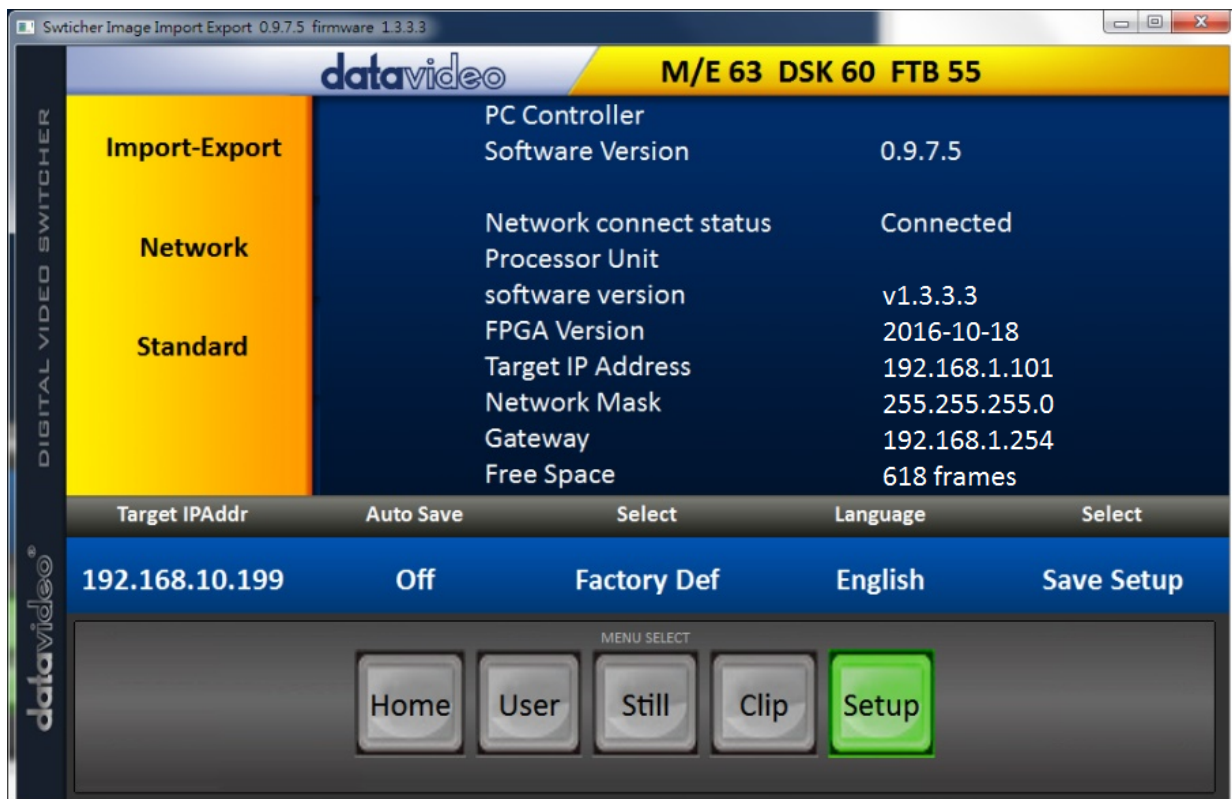 Swticher Image Import Export 0.9.7.5 firmware 1.3.3.3
datavideo
M/E 63 DSK 60 FTB 55
DIGITAL VIDEO SWITCHER
datavideo®
Import-Export
Network
Standard
PC Controller
Software Version 0.9.7.5
Network connect status Connected
Processor Unit
software version v1.3.3.3
FPGA Version 2016-10-18
Target IP Address 192.168.1.101
Network Mask 255.255.255.0
Gateway 192.168.1.254
Free Space 618 frames
Target IPAddr Auto Save Select Language Select
192.168.10.199 Off Factory Def English Save Setup
MENU SELECT
Home User Still Clip Setup